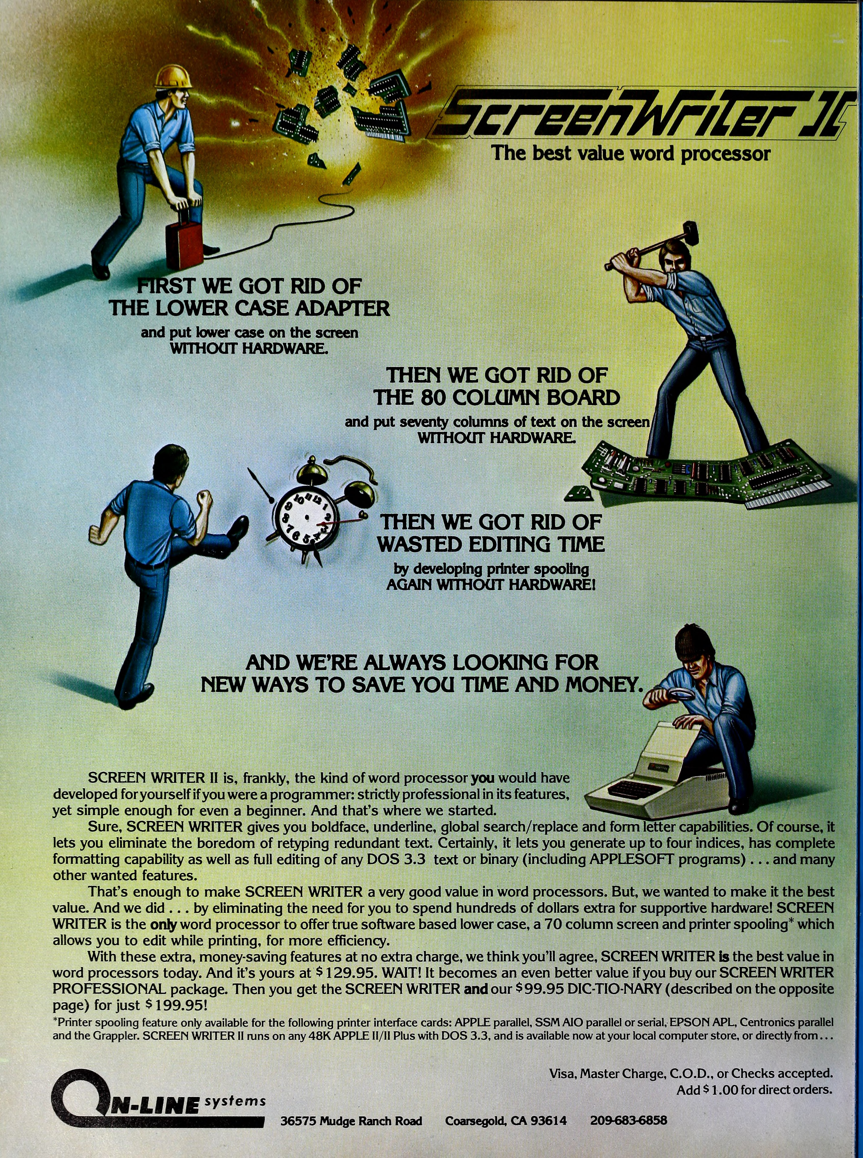 ScreenWriter II
The best value word processor
FIRST WE GOT RID OF
THE LOWER CASE ADAPTER
and put lower case on the screen
WITHOUT HARDWARE.
THEN WE GOT RID OF
THE 80 COLUMN BOARD
and put seventy columns of text on the screen
WITHOUT HARDWARE.
THEN WE GOT RID OF
WASTED EDITING TIME
by developing printer spooling
AGAIN WITHOUT HARDWARE!
AND WE'RE ALWAYS LOOKING FOR
NEW WAYS TO SAVE YOU TIME AND MONEY.
SCREEN WRITER II is, frankly, the kind of word processor you would have
developed for yourself if you were a programmer: strictly professional in its features,
yet simple enough for even a beginner. And that's where we started.
Sure, SCREEN WRITER gives you boldface, underline, global search/replace and form letter capabilities. Of course, it
lets you eliminate the boredom of retyping redundant text. Certainly, it lets you generate up to four indices, has complete
formatting capability as well as full editing of any DOS 3.3 text or binary (including APPLESOFT programs) . . . and many
other wanted features.
That's enough to make SCREEN WRITER a very good value in word processors. But, we wanted to make it the best
value. And we did . . . by eliminating the need for you to spend hundreds of dollars extra for supportive hardware! SCREEN
WRITER is the only word processor to offer true software based lower case, a 70 column screen and printer spooling* which
allows you to edit while printing, for more efficiency.
With these extra, money-saving features at no extra charge, we think you'll agree, SCREEN WRITER is the best value in
word processors today. And it's yours at $129.95. WAIT! It becomes an even better value if you buy our SCREEN WRITER
PROFESSIONAL package. Then you get the SCREEN WRITER and our $99.95 DIC-TIO-NARY (described on the opposite
page) for just $199.95!
*Printer spooling feature only available for the following printer interface cards: APPLE parallel, SSM AIO parallel or serial, EPSON APL, Centronics parallel
and the Grappler. SCREEN WRITER II runs on any 48K APPLE II/II Plus with DOS 3.3, and is available now at your local computer store, or directly from . . .
Visa, Master Charge, C.O.D., or Checks accepted.
Add $1.00 for direct orders.
ON-LINE systems
36575 Mudge Ranch Road Coarsegold, CA 93614 209-683-6858